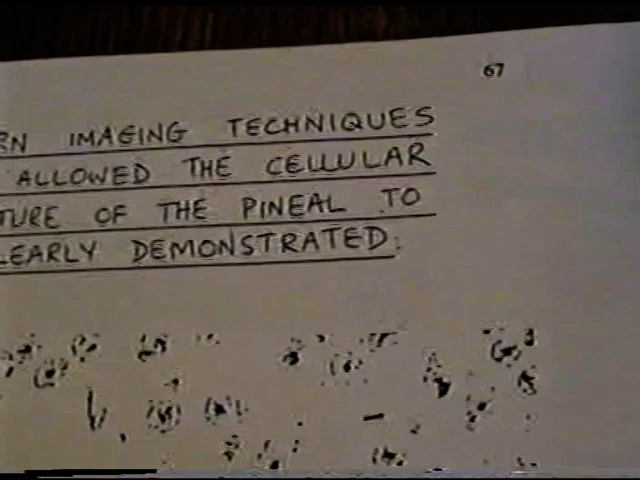 67
RN IMAGING TECHNIQUES
ALLOWED THE CELLULAR
TURE OF THE PINEAL TO
LEARLY DEMONSTRATED: